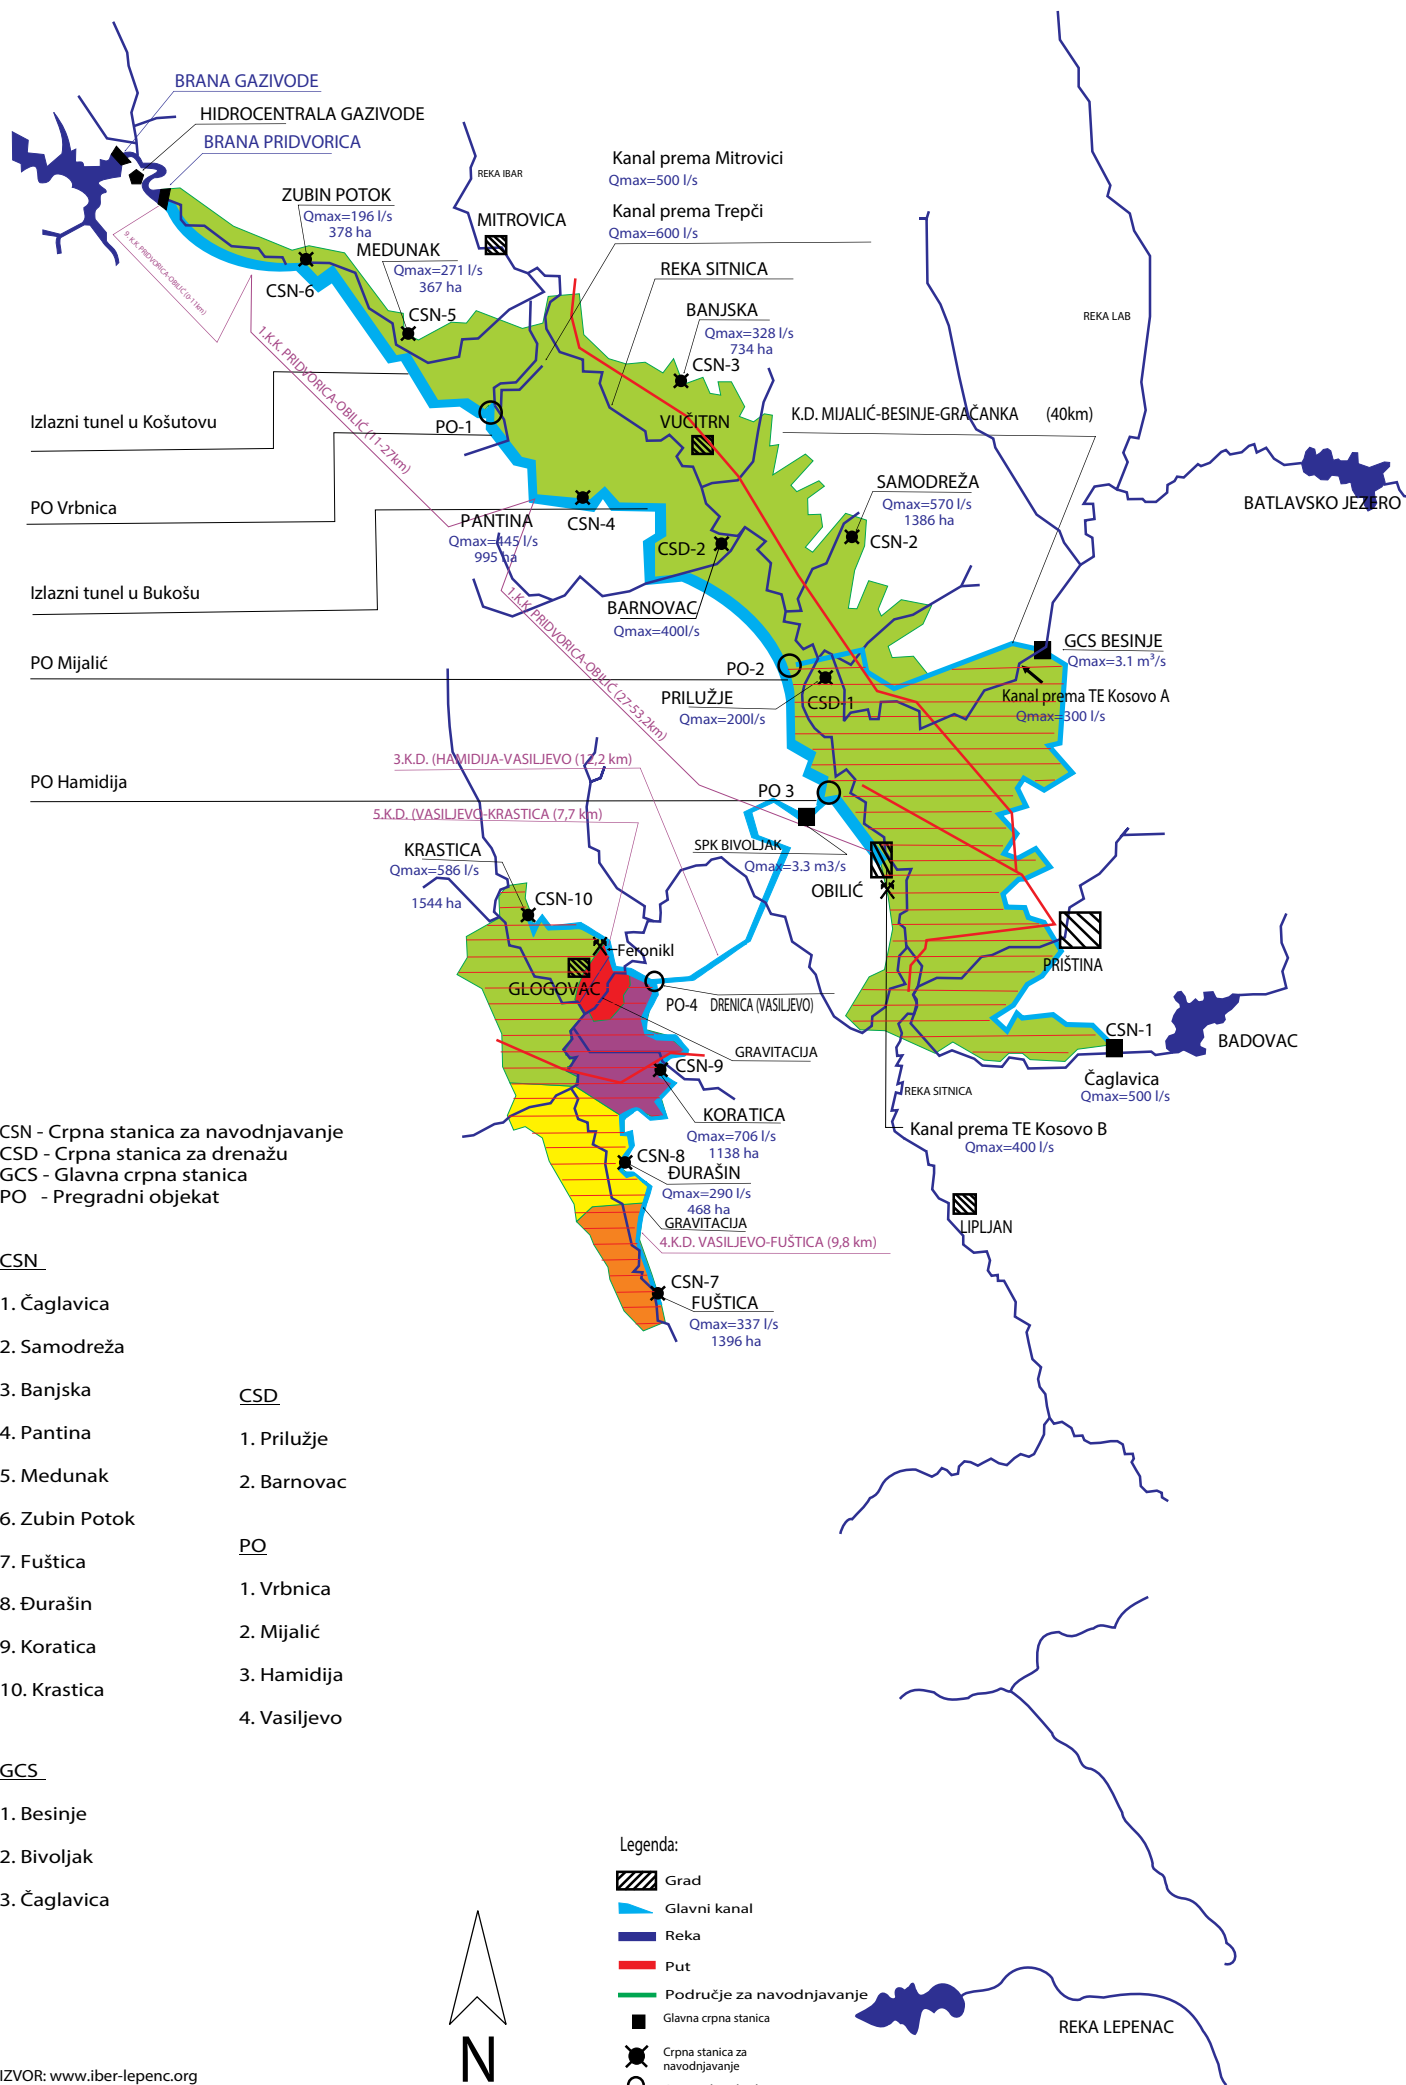 BRANA GAZIVODE
HIDROCENTRALA GAZIVODE
BRANA PRIDVORICA
Kanal prema Mitrovici
Qmax=500 l/s
REKA IBAR
ZUBIN POTOK
Qmax=196 l/s
378 ha
Kanal prema Trepči
Qmax=600 l/s
MITROVICA
9. K.K. PRIDVORICA-OBILIĆ (0-11km)
MEDUNAK
Qmax=271 l/s
367 ha
REKA SITNICA
CSN-6
CSN-5
BANJSKA
Qmax=328 l/s
734 ha
REKA LAB
1.K.K. PRIDVORICA-OBILIĆ (11-27km)
CSN-3
Izlazni tunel u Košutovu
PO-1
VUČITRN
K.D. MIJALIĆ-BESINJE-GRAČANKA (40km)
PO Vrbnica
SAMODREŽA
Qmax=570 l/s
1386 ha
BATLAVSKO JEZERO
PANTINA
Qmax=445 l/s
995 ha
CSN-4
CSD-2
CSN-2
Izlazni tunel u Bukošu
BARNOVAC
Qmax=400l/s
1.K.K. PRIDVORICA-OBILIĆ (27-53,2km)
GCS BESINJE
Qmax=3.1 m³/s
PO Mijalić
PO-2
PRILUŽJE
Qmax=200l/s
CSD-1
Kanal prema TE Kosovo A
Qmax=300 l/s
3.K.D. (HAMIDIJA-VASILJEVO (12,2 km)
PO Hamidija
PO 3
5.K.D. (VASILJEVO-KRASTICA (7,7 km)
KRASTICA
Qmax=586 l/s
1544 ha
SPK BIVOLJAK
Qmax=3.3 m3/s
OBILIĆ
CSN-10
Feronikl
PRIŠTINA
GLOGOVAC
PO-4 DRENICA (VASILJEVO)
CSN-1
BADOVAC
GRAVITACIJA
CSN-9
Čaglavica
Qmax=500 l/s
REKA SITNICA
KORATICA
Qmax=706 l/s
1138 ha
Kanal prema TE Kosovo B
Qmax=400 l/s
CSN - Crpna stanica za navodnjavanje
CSD - Crpna stanica za drenažu
GCS - Glavna crpna stanica
PO - Pregradni objekat
CSN-8
ĐURAŠIN
Qmax=290 l/s
468 ha
GRAVITACIJA
4.K.D. VASILJEVO-FUŠTICA (9,8 km)
LIPLJAN
CSN-7
FUŠTICA
Qmax=337 l/s
1396 ha
CSN
1. Čaglavica
2. Samodreža
3. Banjska
4. Pantina
5. Medunak
6. Zubin Potok
7. Fuštica
8. Đurašin
9. Koratica
10. Krastica
CSD
1. Prilužje
2. Barnovac
PO
1. Vrbnica
2. Mijalić
3. Hamidija
4. Vasiljevo
GCS
1. Besinje
2. Bivoljak
3. Čaglavica
N
Legenda:
Grad
Glavni kanal
Reka
Put
Područje za navodnjavanje
Glavna crpna stanica
Crpna stanica za
navodnjavanje
REKA LEPENAC
IZVOR: www.iber-lepenc.org